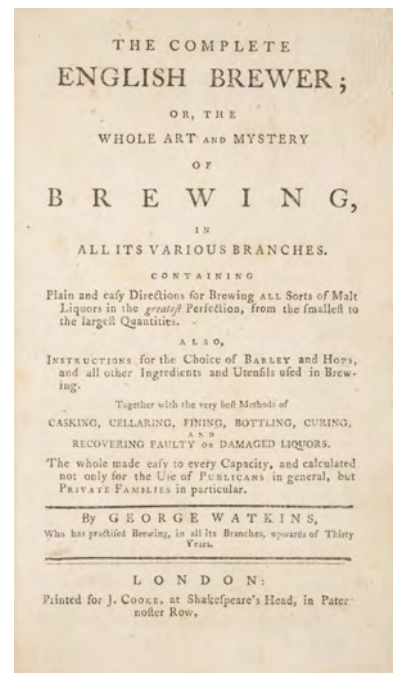 THE COMPLETE
ENGLISH BREWER;
OR, THE
WHOLE ART AND MYSTERY
OF
BREWING,
IN
ALL ITS VARIOUS BRANCHES.
CONTAINING
Plain and eaſy Directions for Brewing ALL Sorts of Malt
Liquors in the greateſt Perfection, from the ſmalleſt to
the largeſt Quantities.
ALSO,
INSTRUCTIONS for the Choice of BARLEY and HOPS,
and all other Ingredients and Utenſils uſed in Brew-
ing.
Together with the very beſt Methods of
CASKING, CELLARING, FINING, BOTTLING, CURING,
AND
RECOVERING FAULTY OR DAMAGED LIQUORS.
The whole made eaſy to every Capacity, and calculated
not only for the Uſe of PUBLICANS in general, but
PRIVATE FAMILIES in particular.
By GEORGE WATKINS,
Who has practiſed Brewing, in all its Branches, upwards of Thirty
Years.
LONDON:
Printed for J. COOKE, at Shakeſpeare's Head, in Pater
noſter Row,